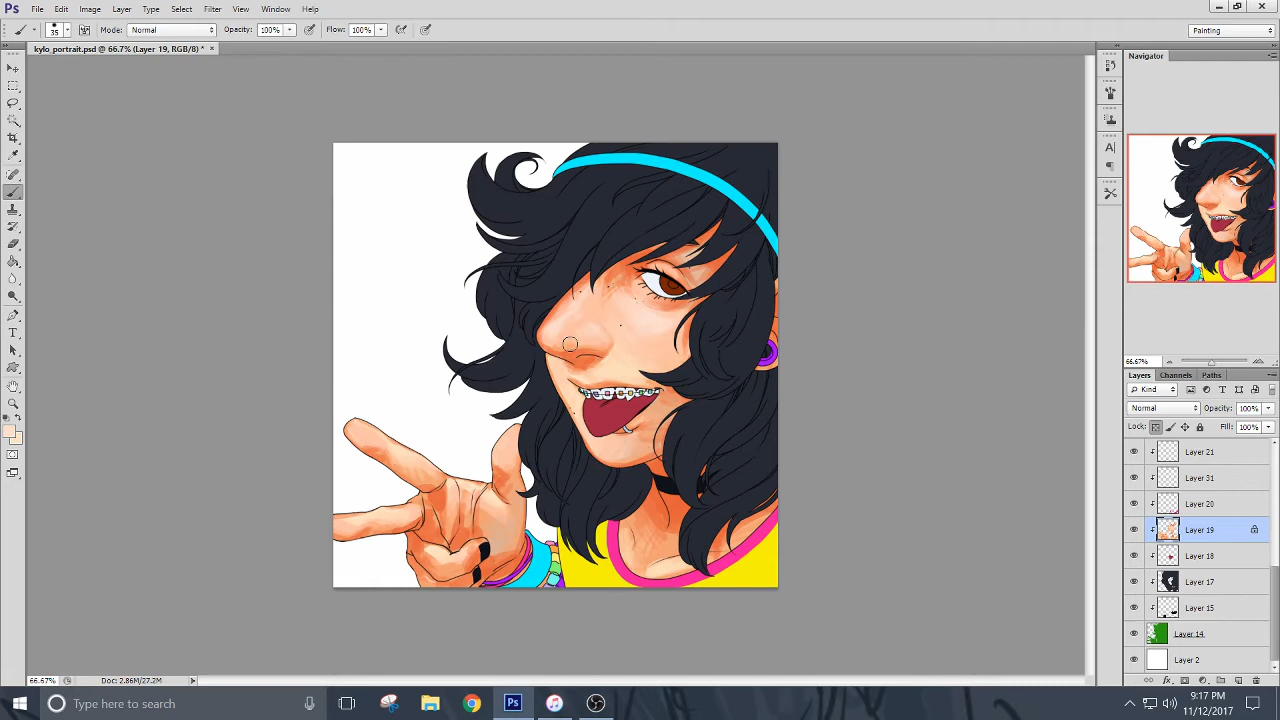 Ps File Edit Image Layer Type Select Filter View Window Help
35 Mode: Normal Opacity: 100% Flow: 100% Painting
kylo_portrait.psd @ 66.7% (Layer 19, RGB/8) * ×
Navigator
66.67%
Layers Channels Paths
Kind
Normal Opacity: 100%
Lock: Fill: 100%
Layer 21
Layer 31
Layer 20
Layer 19
Layer 18
Layer 17
Layer 15
Layer 14
Layer 2
66.67% Doc: 2.86M/27.2M
Type here to search
9:17 PM
11/12/2017